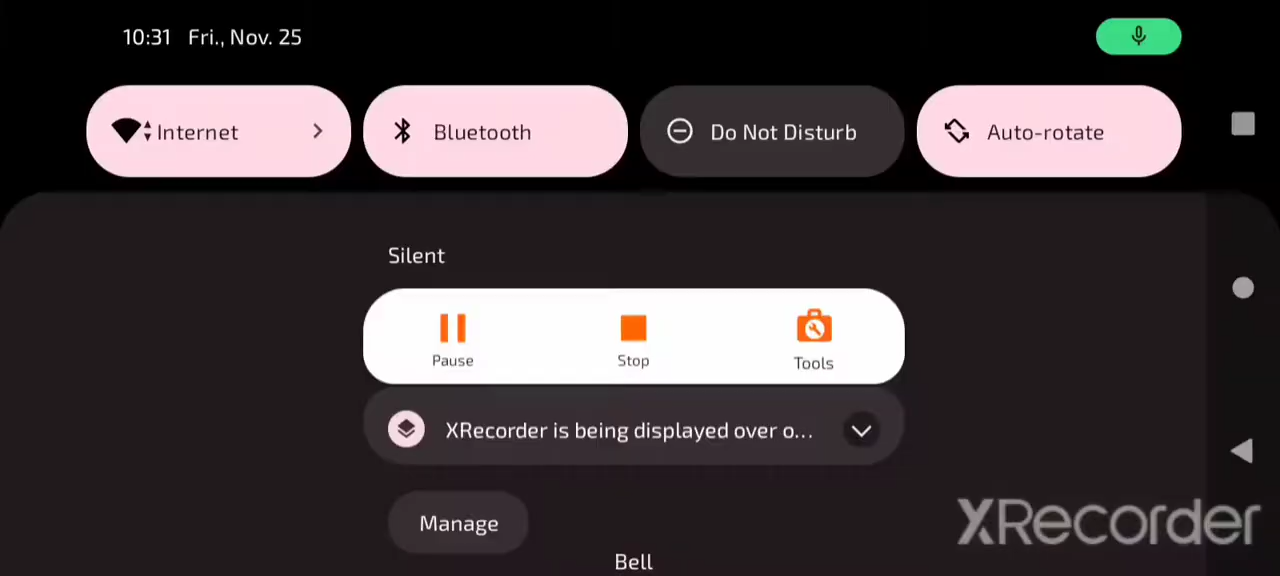 10:31 Fri., Nov. 25
Internet
Bluetooth
Do Not Disturb
Auto-rotate
Silent
Pause
Stop
Tools
XRecorder is being displayed over o...
Manage
XRecorder
Bell